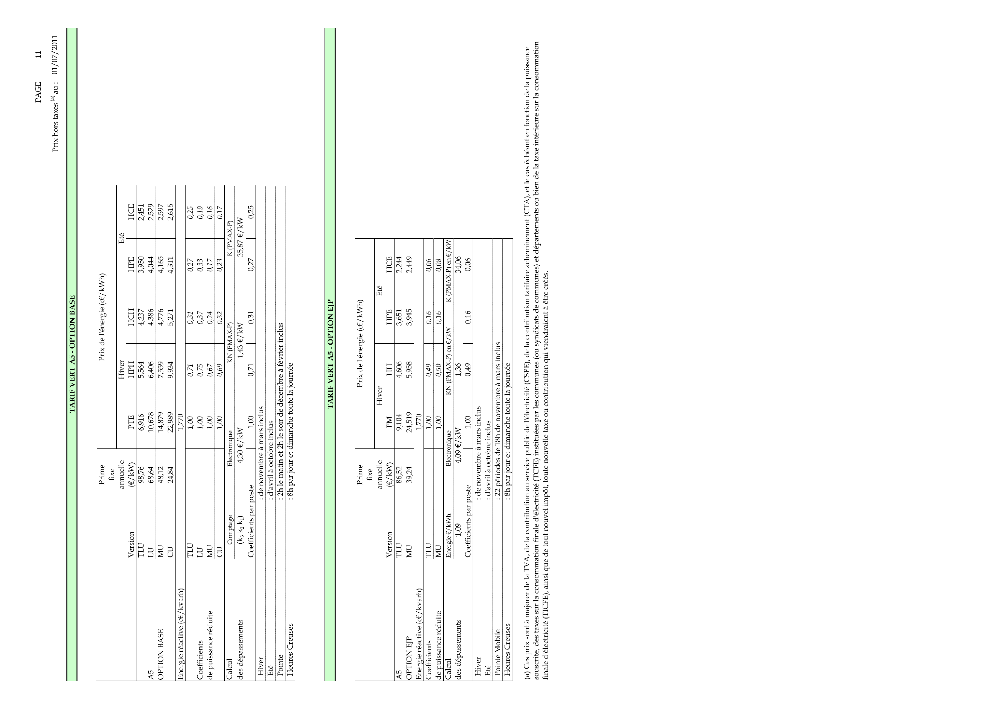 PAGE 11
Prix hors taxes (a) au : 01/07/2011
TARIF VERT A5 - OPTION BASE
Prime Prix de l'énergie (c€/kWh)
fixe
annuelle Hiver Eté
Version (€/kW) PTE HPH HCH HPE HCE
TLU 98,76 6,916 5,564 4,237 3,950 2,451
A5 LU 68,64 10,678 6,406 4,386 4,044 2,529
OPTION BASE MU 48,12 14,879 7,559 4,776 4,165 2,597
CU 24,84 22,989 9,934 5,271 4,311 2,615
Energie réactive (c€/kvarh) 1,770
TLU 1,00 0,71 0,31 0,27 0,25
Coefficients LU 1,00 0,75 0,37 0,33 0,19
de puissance réduite MU 1,00 0,67 0,24 0,17 0,16
CU 1,00 0,69 0,32 0,23 0,17
Calcul Comptage Electronique KN (PMAX-P) K (PMAX-P)
des dépassements (k3 k2 k1) 4,30 €/kW 1,43 €/kW 35,87 €/kW
Coefficients par poste 1,00 0,71 0,31 0,27 0,25
Hiver : de novembre à mars inclus
Eté : d'avril à octobre inclus
Pointe : 2h le matin et 2h le soir de décembre à février inclus
Heures Creuses : 8h par jour et dimanche toute la journée
TARIF VERT A5 - OPTION EJP
Prime Prix de l'énergie (c€/kWh)
fixe
annuelle Hiver Eté
Version (€/kW) PM HH HPE HCE
A5 TLU 86,52 9,104 4,606 3,651 2,244
OPTION EJP MU 39,24 24,519 5,958 3,945 2,449
Energie réactive (c€/kvarh) 1,770
Coefficients TLU 1,00 0,49 0,16 0,06
de puissance réduite MU 1,00 0,50 0,16 0,08
Calcul Energie €/kWh Electronique KN (PMAX-P) en €/kW K (PMAX-P) en €/kW
des dépassements 1,09 4,09 €/kW 1,36 34,06
Coefficients par poste 1,00 0,49 0,16 0,06
Hiver : de novembre à mars inclus
Eté : d'avril à octobre inclus
Pointe Mobile : 22 périodes de 18h de novembre à mars inclus
Heures Creuses : 8h par jour et dimanche toute la journée
(a) Ces prix sont à majorer de la TVA, de la contribution au service public de l'électricité (CSPE), de la contribution tarifaire acheminement (CTA), et le cas échéant en fonction de la puissance
souscrite, des taxes sur la consommation finale d'électricité (TCFE) instituées par les communes (ou syndicats de communes) et départements ou bien de la taxe intérieure sur la consommation
finale d'électricité (TICFE), ainsi que de tout nouvel impôt, toute nouvelle taxe ou contribution qui viendraient à être créés.